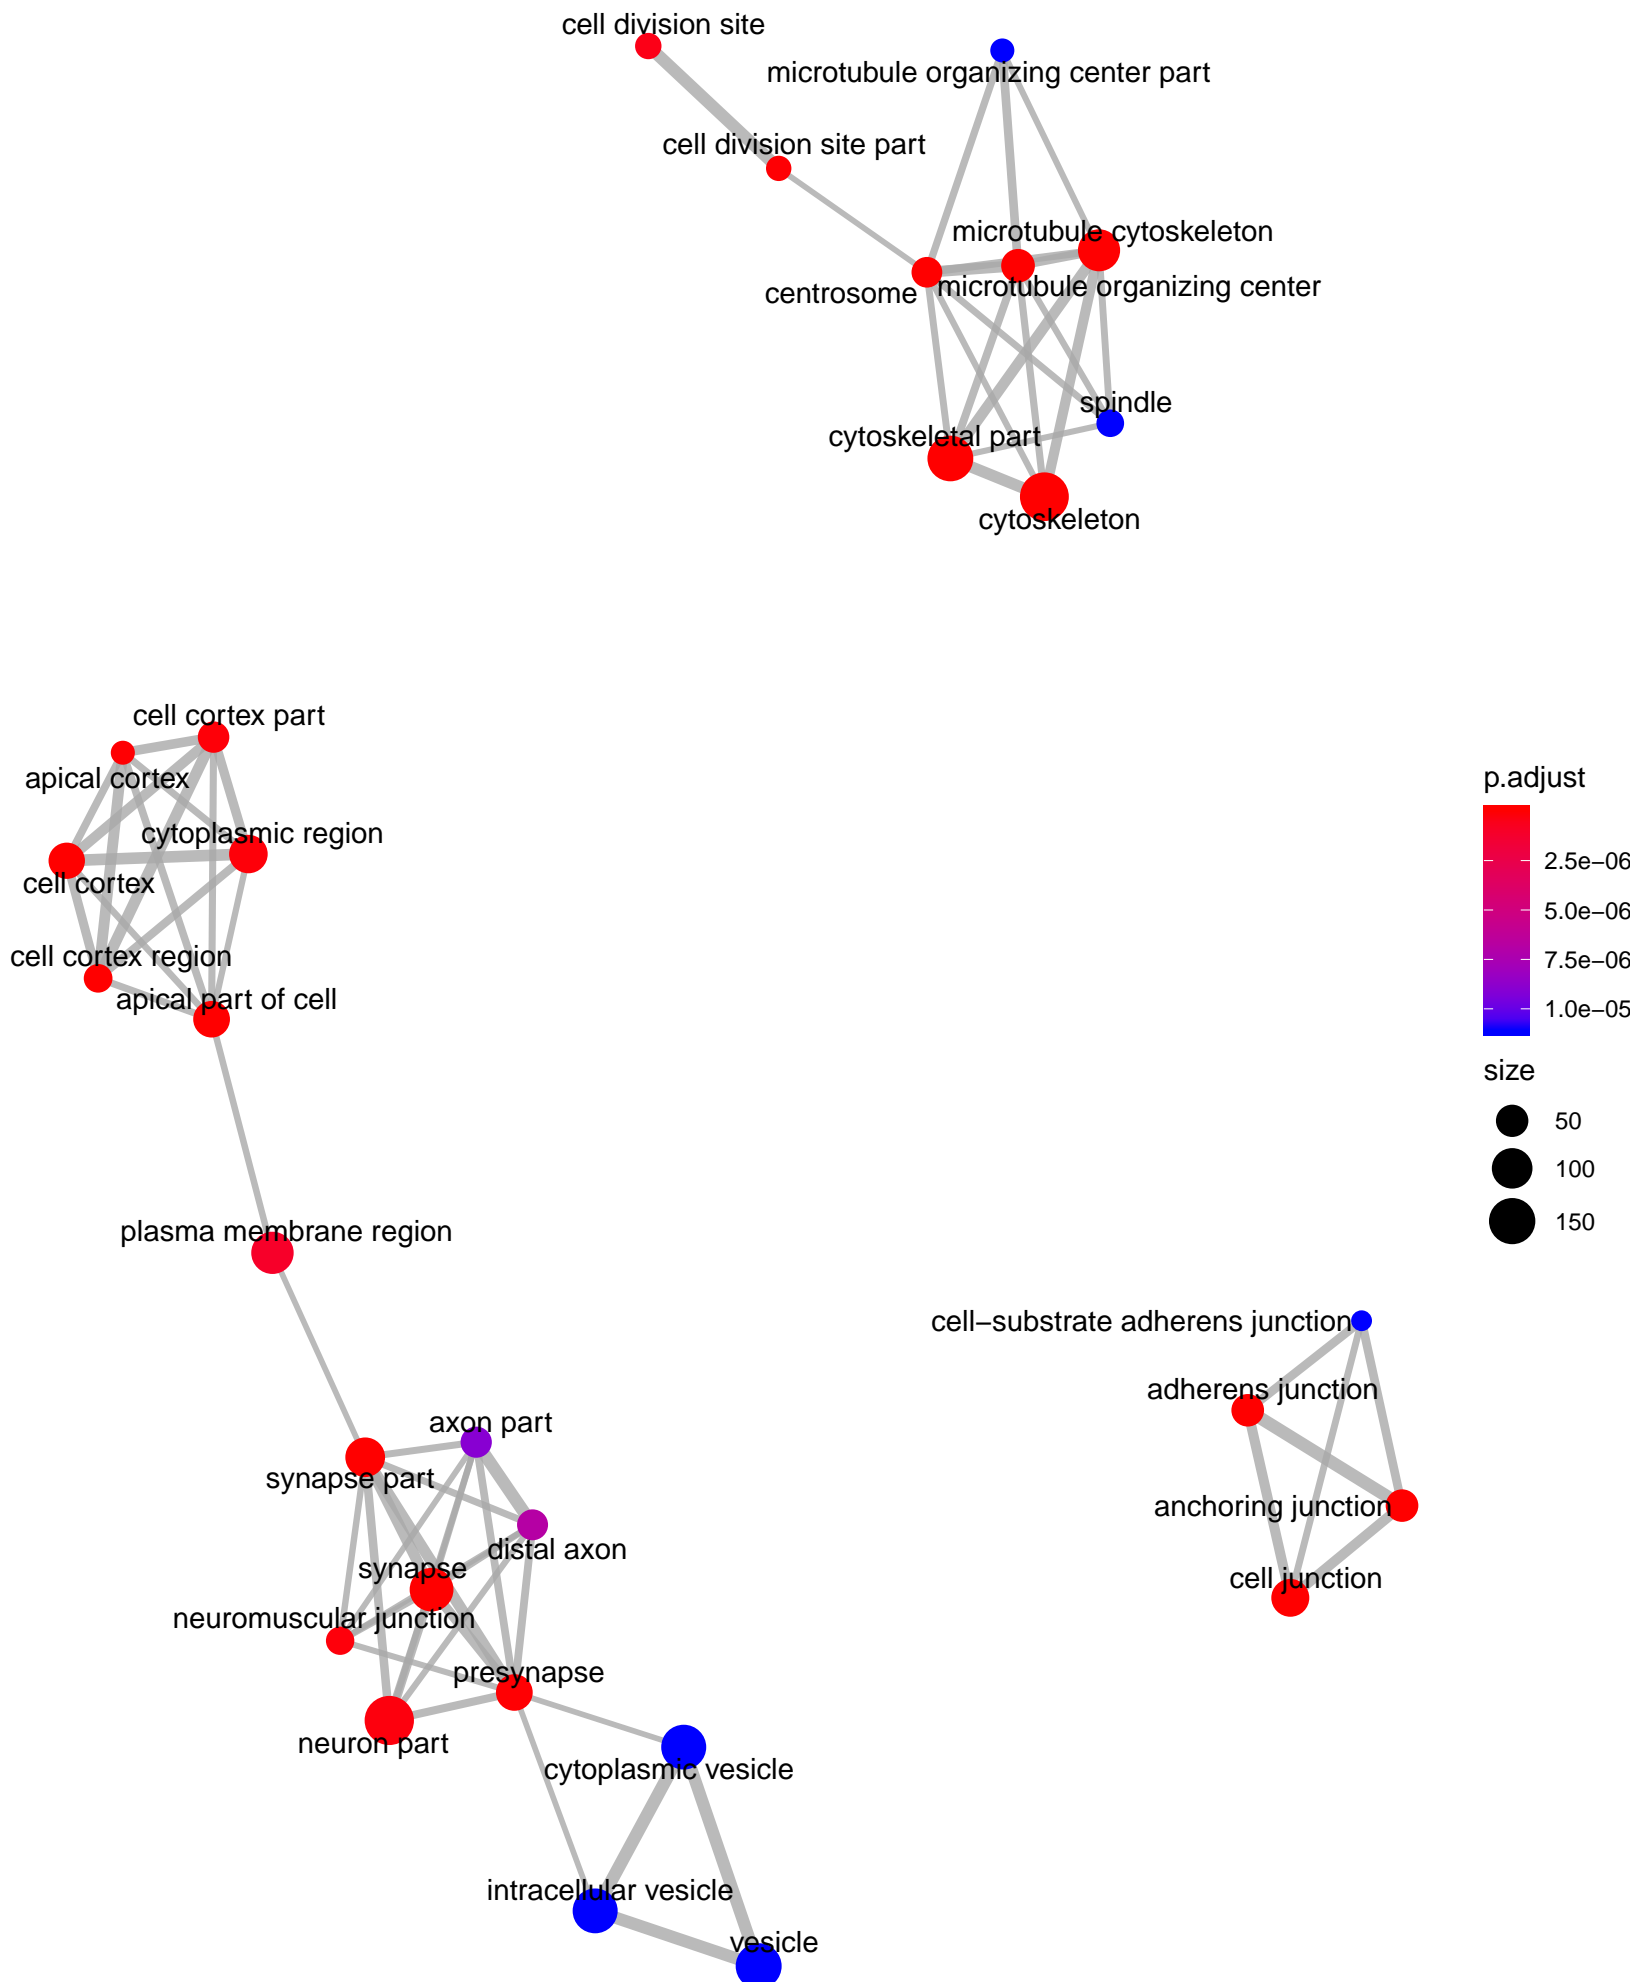 cell division site
microtubule organizing center part
cell division site part
microtubule cytoskeleton
centrosome
microtubule organizing center
spindle
cytoskeletal part
cytoskeleton
cell cortex part
apical cortex
cytoplasmic region
cell cortex
cell cortex region
apical part of cell
plasma membrane region
p.adjust
2.5e−06
5.0e−06
7.5e−06
1.0e−05
size
50
100
150
cell−substrate adherens junction
adherens junction
anchoring junction
cell junction
axon part
synapse part
distal axon
synapse
neuromuscular junction
presynapse
neuron part
cytoplasmic vesicle
intracellular vesicle
vesicle